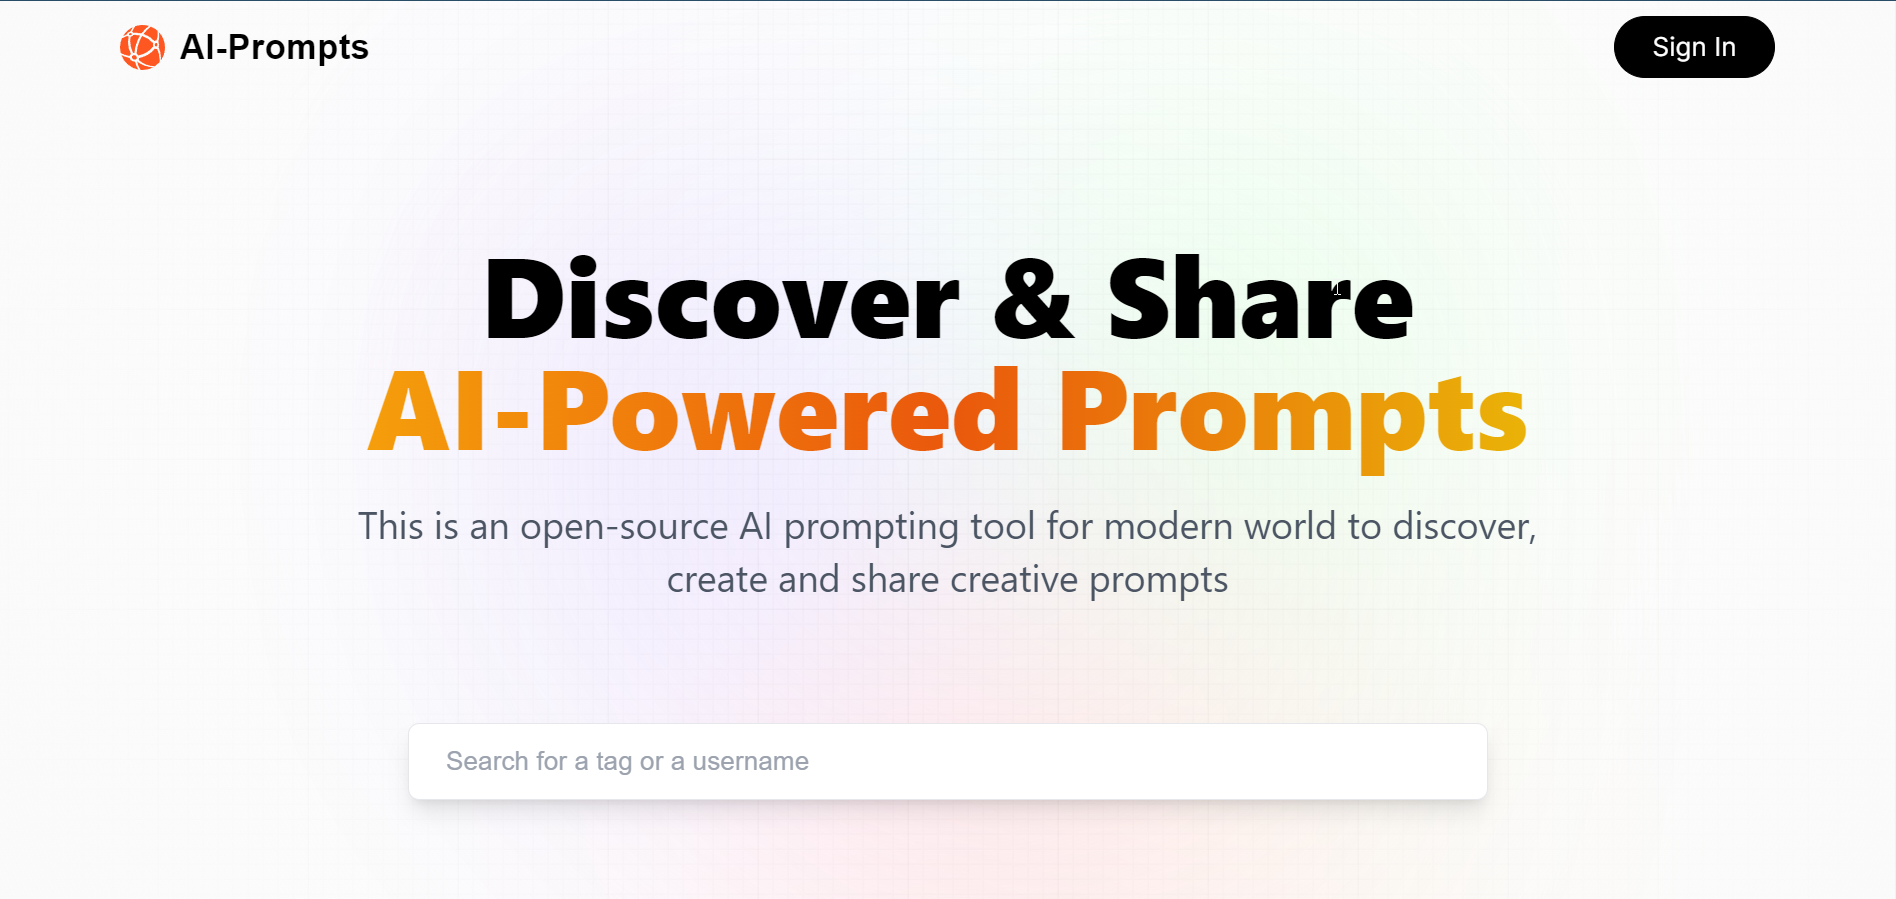 AI-Prompts
Sign In
Discover & Share
AI-Powered Prompts
This is an open-source AI prompting tool for modern world to discover,
create and share creative prompts
Search for a tag or a username